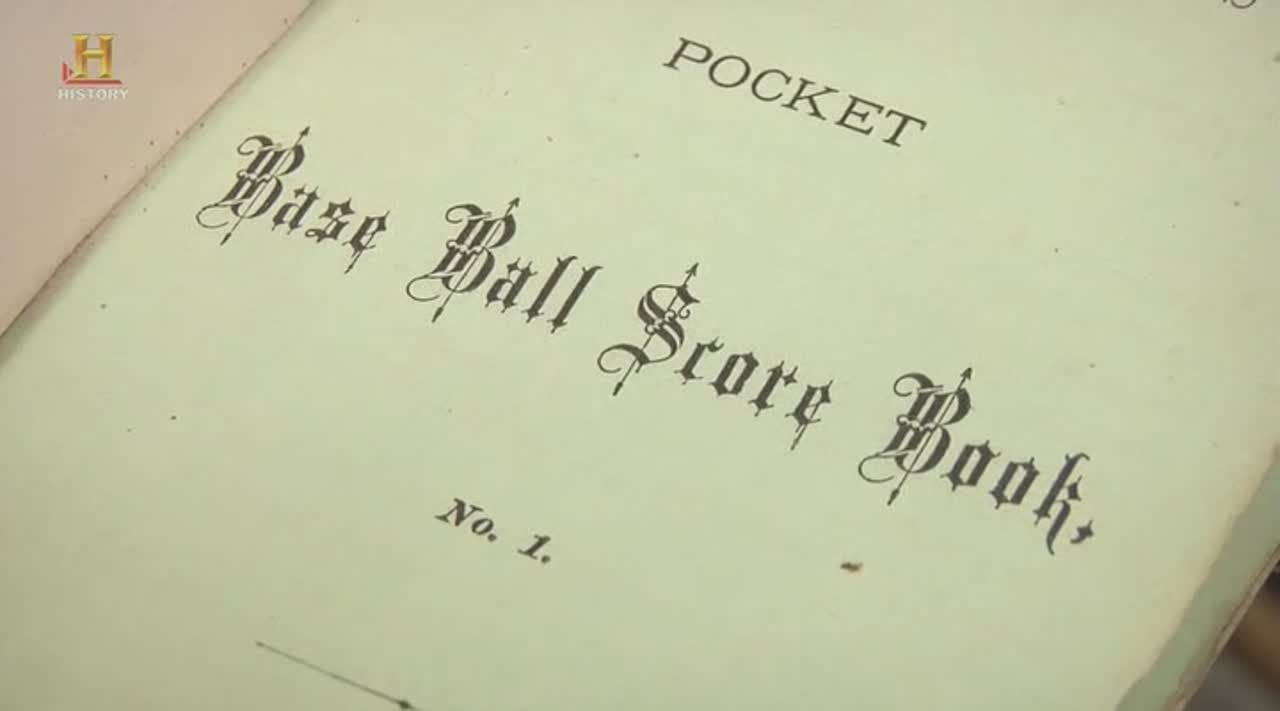 HISTORY
POCKET
Base Ball Score Book,
No. 1.